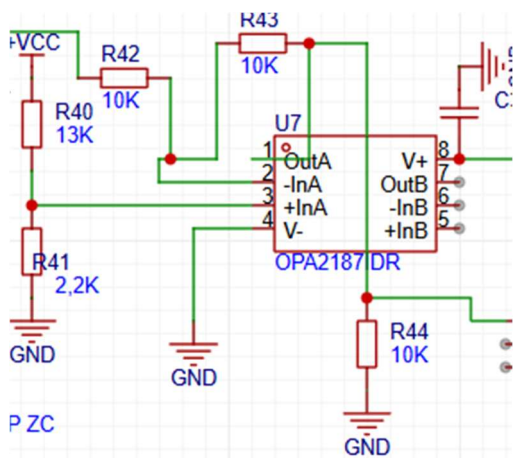 R43
+VCC
R42
10K
10K
U7
R40
13K
1 OutA V+ 8
2 -InA OutB 7
3 +InA -InB 6
4 V- +InB 5
OPA2187IDR
R41
2,2K
GND
GND
R44
10K
GND
P ZC